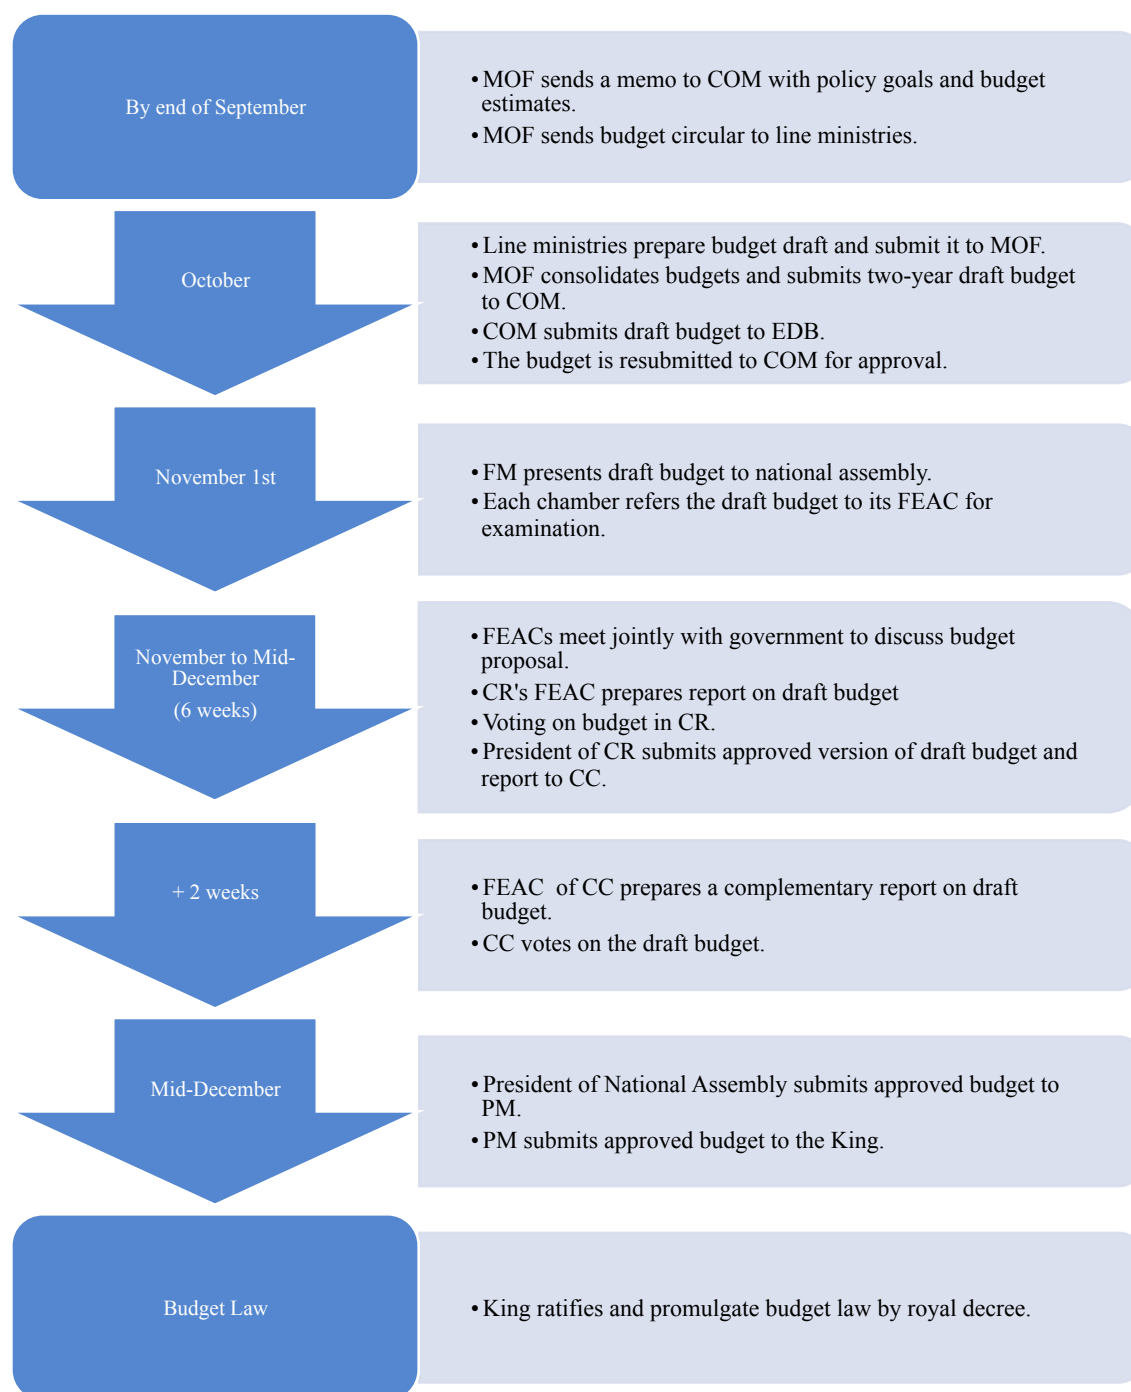 By end of September
• MOF sends a memo to COM with policy goals and budget
estimates.
• MOF sends budget circular to line ministries.
October
• Line ministries prepare budget draft and submit it to MOF.
• MOF consolidates budgets and submits two-year draft budget
to COM.
• COM submits draft budget to EDB.
• The budget is resubmitted to COM for approval.
November 1st
• FM presents draft budget to national assembly.
• Each chamber refers the draft budget to its FEAC for
examination.
November to Mid-
December
(6 weeks)
• FEACs meet jointly with government to discuss budget
proposal.
• CR's FEAC prepares report on draft budget
• Voting on budget in CR.
• President of CR submits approved version of draft budget and
report to CC.
+ 2 weeks
• FEAC of CC prepares a complementary report on draft
budget.
• CC votes on the draft budget.
Mid-December
• President of National Assembly submits approved budget to
PM.
• PM submits approved budget to the King.
Budget Law
• King ratifies and promulgate budget law by royal decree.